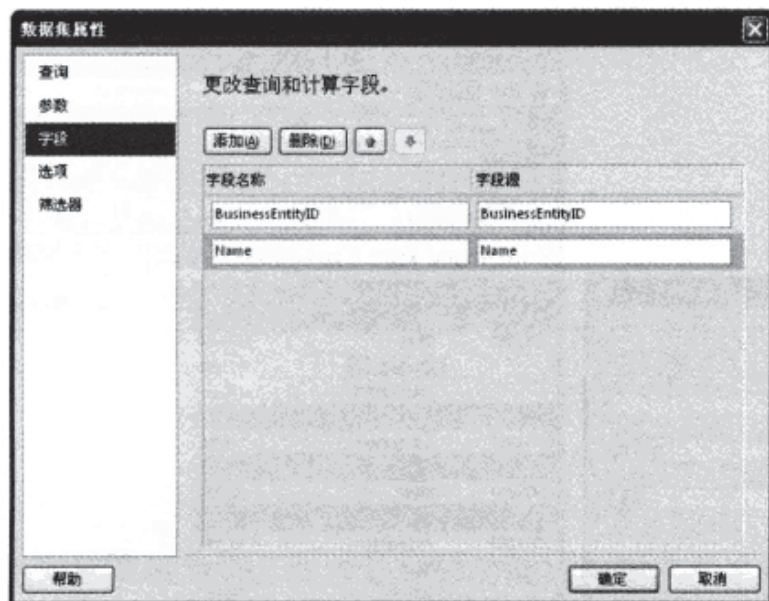 数据集属性
查询
参数
字段
选项
筛选器
更改查询和计算字段。
添加(A) 删除(D)
字段名称 字段源
BusinessEntityID BusinessEntityID
Name Name
帮助 确定 取消